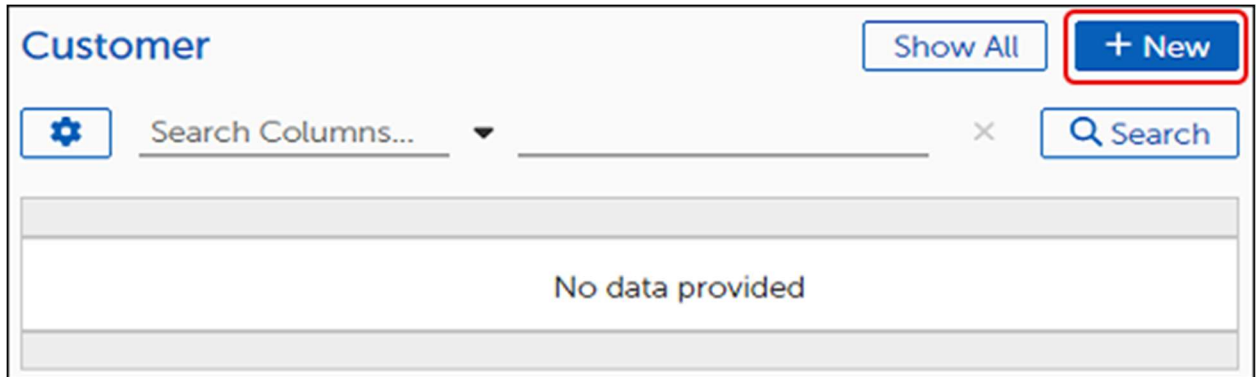 Customer
Show All
+ New
Search Columns...
Search
No data provided